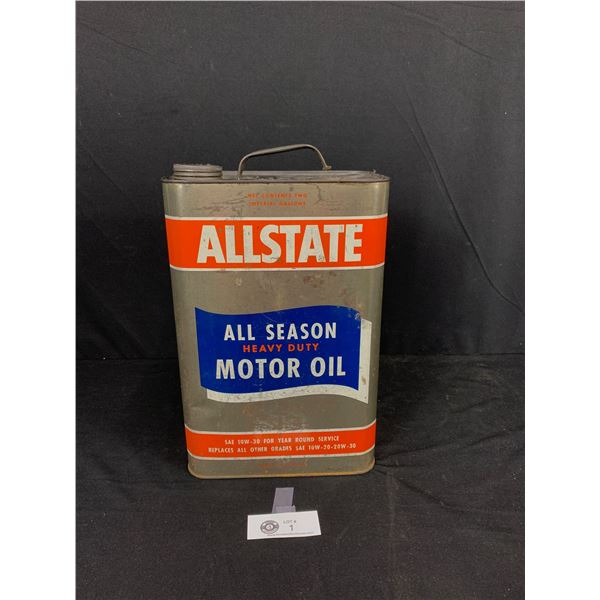 NET CONTENTS TWO
IMPERIAL GALLONS
ALLSTATE
ALL SEASON
HEAVY DUTY
MOTOR OIL
SAE 10W-30 FOR YEAR ROUND SERVICE
REPLACES ALL OTHER GRADES SAE 10W-20-20W-30
LOT #
1